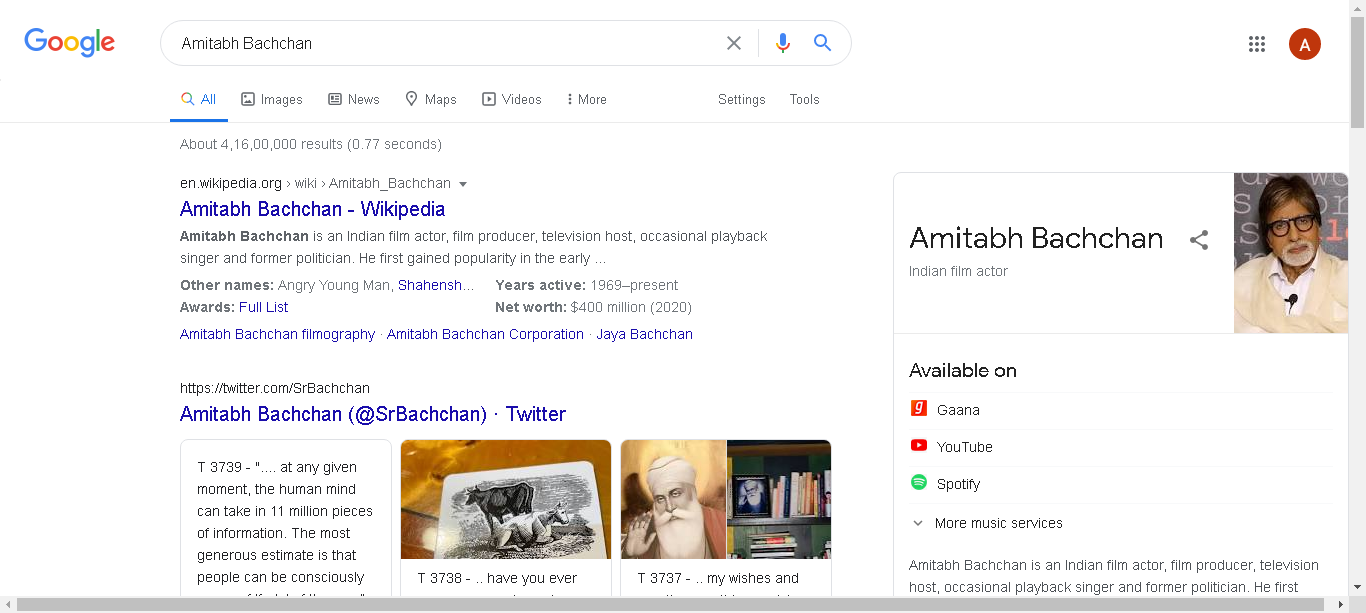 Google
Amitabh Bachchan
A
All
Images
News
Maps
Videos
More
Settings
Tools
About 4,16,00,000 results (0.77 seconds)
en.wikipedia.org › wiki › Amitabh_Bachchan
Amitabh Bachchan - Wikipedia
Amitabh Bachchan is an Indian film actor, film producer, television host, occasional playback
singer and former politician. He first gained popularity in the early ...
Other names: Angry Young Man, Shahensh...
Years active: 1969–present
Awards: Full List
Net worth: $400 million (2020)
Amitabh Bachchan filmography · Amitabh Bachchan Corporation · Jaya Bachchan
https://twitter.com/SrBachchan
Amitabh Bachchan (@SrBachchan) · Twitter
T 3739 - ".... at any given
moment, the human mind
can take in 11 million pieces
of information. The most
generous estimate is that
people can be consciously
T 3738 - .. have you ever
T 3737 - .. my wishes and
Amitabh Bachchan
Indian film actor
Available on
Gaana
YouTube
Spotify
More music services
Amitabh Bachchan is an Indian film actor, film producer, television
host, occasional playback singer and former politician. He first